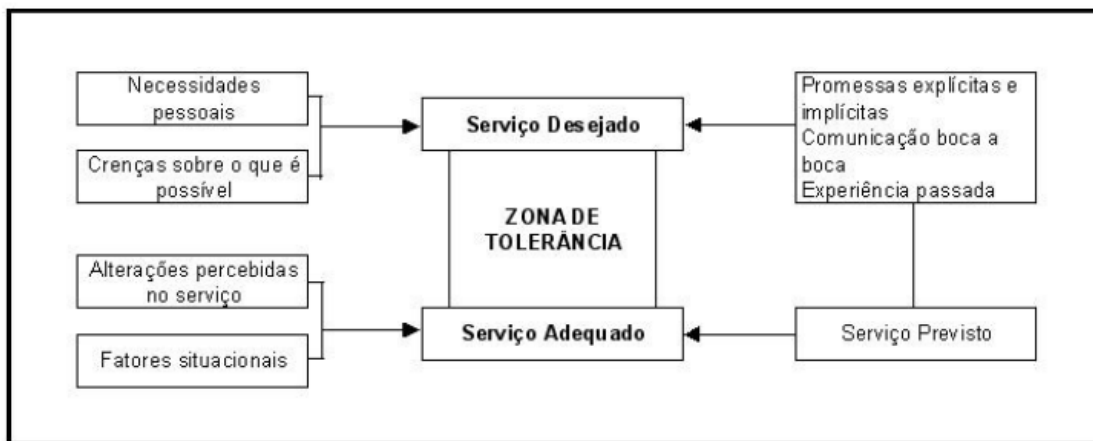 Necessidades
pessoais
Crenças sobre o que é
possível
Alterações percebidas
no serviço
Fatores situacionais
Serviço Desejado
ZONA DE
TOLERÂNCIA
Serviço Adequado
Promessas explícitas e
implícitas
Comunicação boca a
boca
Experiência passada
Serviço Previsto